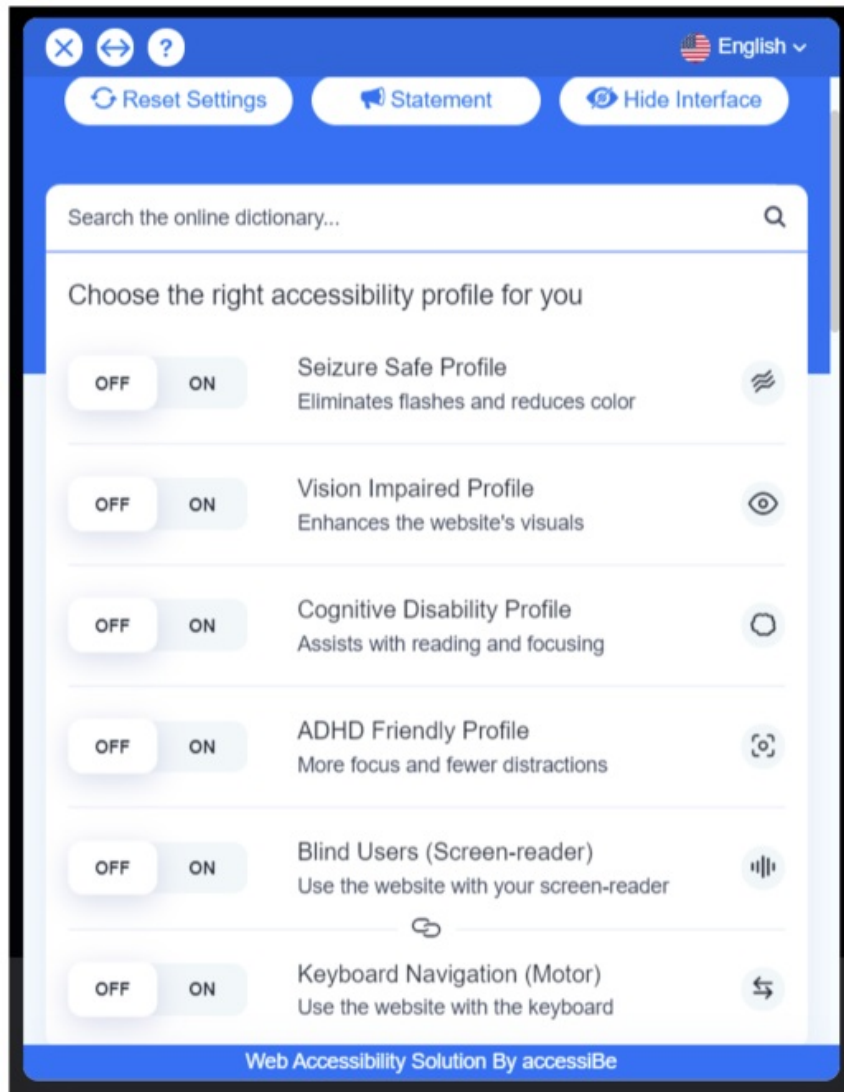 ? English
Reset Settings Statement Hide Interface
Search the online dictionary...
Choose the right accessibility profile for you
OFF ON Seizure Safe Profile
Eliminates flashes and reduces color
OFF ON Vision Impaired Profile
Enhances the website's visuals
OFF ON Cognitive Disability Profile
Assists with reading and focusing
OFF ON ADHD Friendly Profile
More focus and fewer distractions
OFF ON Blind Users (Screen-reader)
Use the website with your screen-reader
OFF ON Keyboard Navigation (Motor)
Use the website with the keyboard
Web Accessibility Solution By accessiBe